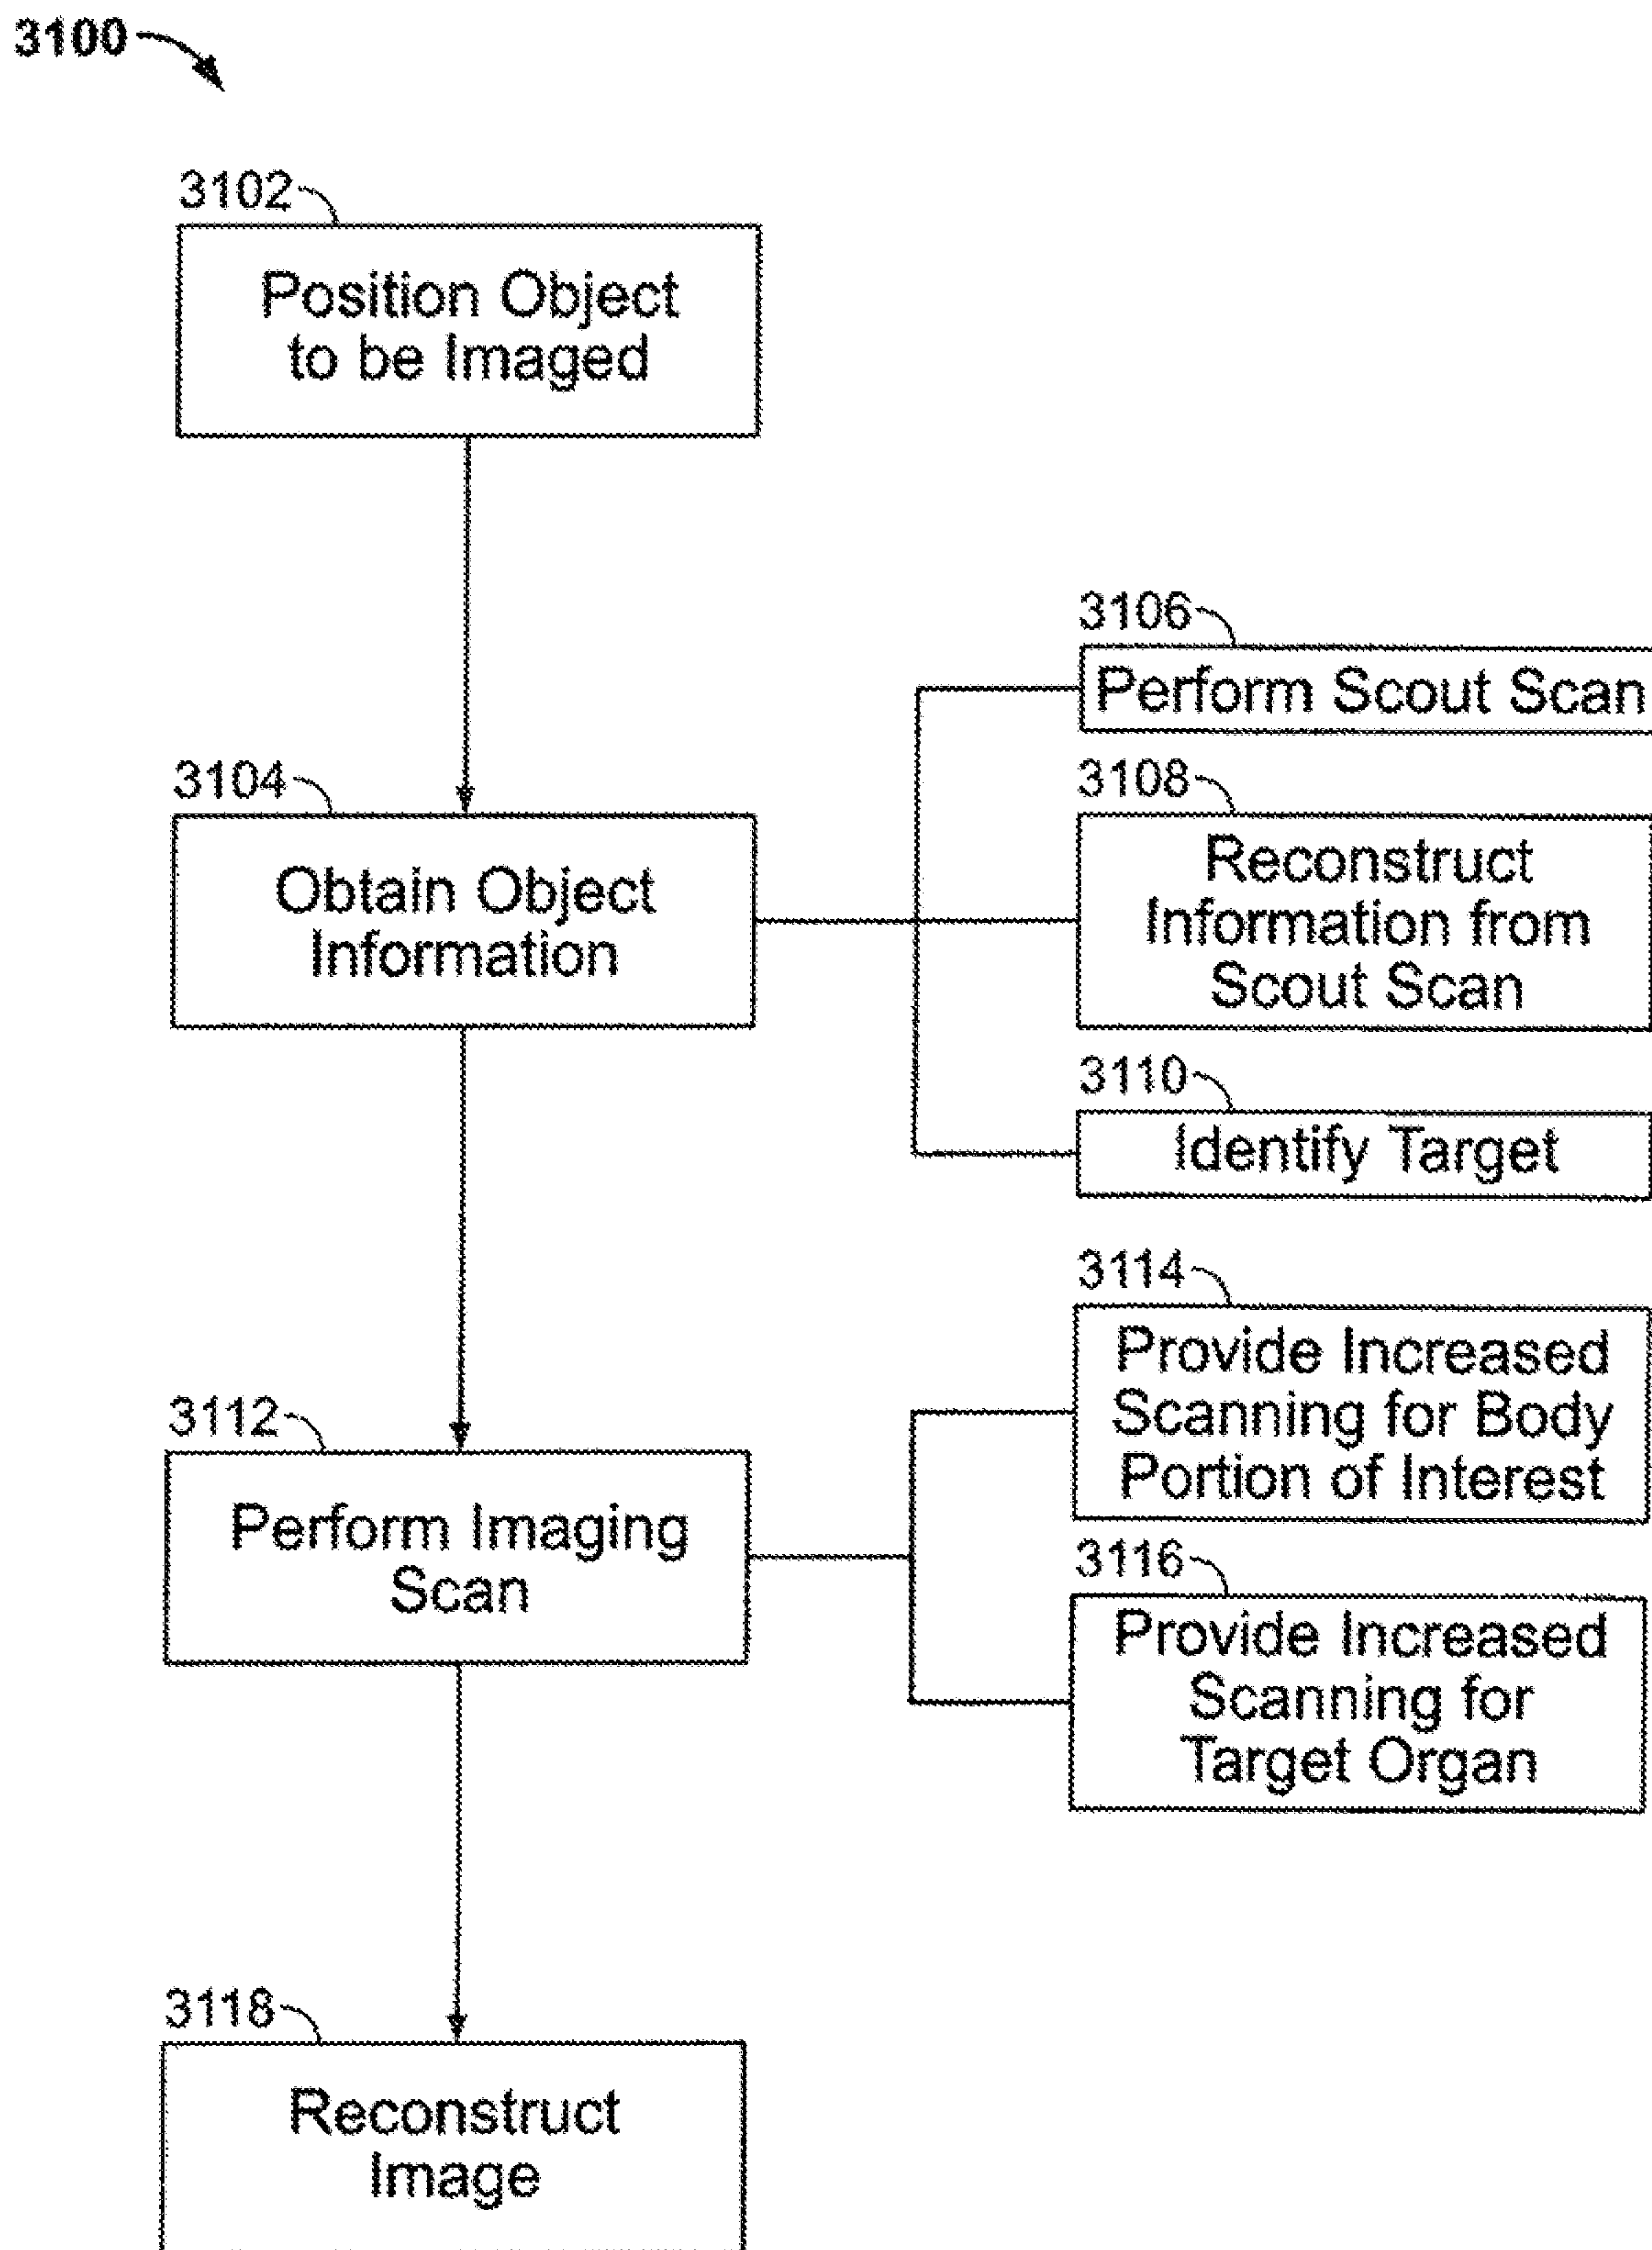 3100
3102
Position Object
to be Imaged
3104
Obtain Object
Information
3106
Perform Scout Scan
3108
Reconstruct
Information from
Scout Scan
3110
Identify Target
3112
Perform Imaging
Scan
3114
Provide Increased
Scanning for Body
Portion of Interest
3116
Provide Increased
Scanning for
Target Organ
3118
Reconstruct
Image